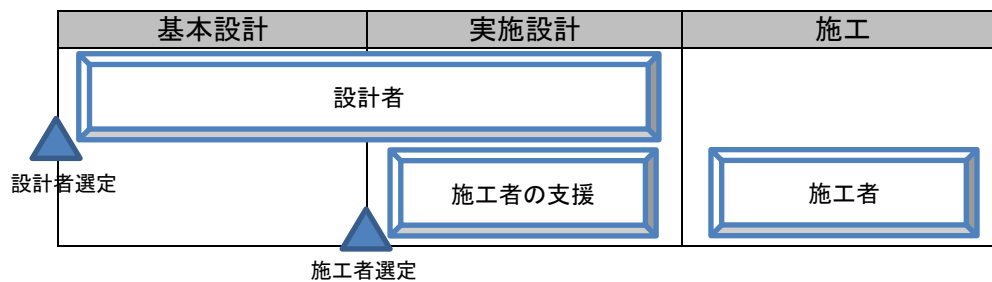 基本設計 実施設計 施工
設計者
設計者選定
施工者の支援 施工者
施工者選定